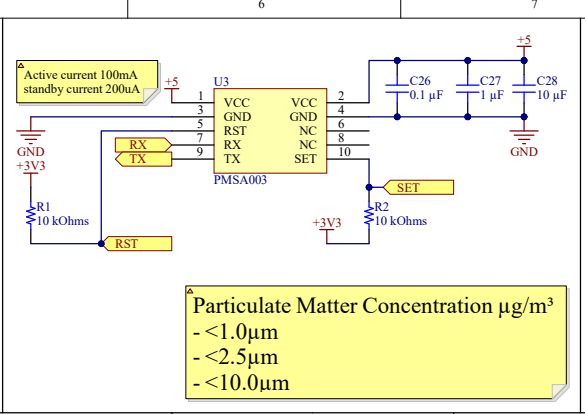 6
7
Active current 100mA
standby current 200uA
+5
U3
+5
1
VCC
VCC
2
3
GND
GND
4
5
RST
NC
6
7
RX
NC
8
9
TX
SET
10
PMSA003
RX
TX
GND
+3V3
R1
10 kOhms
RST
C26
0.1 µF
C27
1 µF
C28
10 µF
GND
SET
R2
10 kOhms
+3V3
Particulate Matter Concentration µg/m³
- <1.0µm
- <2.5µm
- <10.0µm